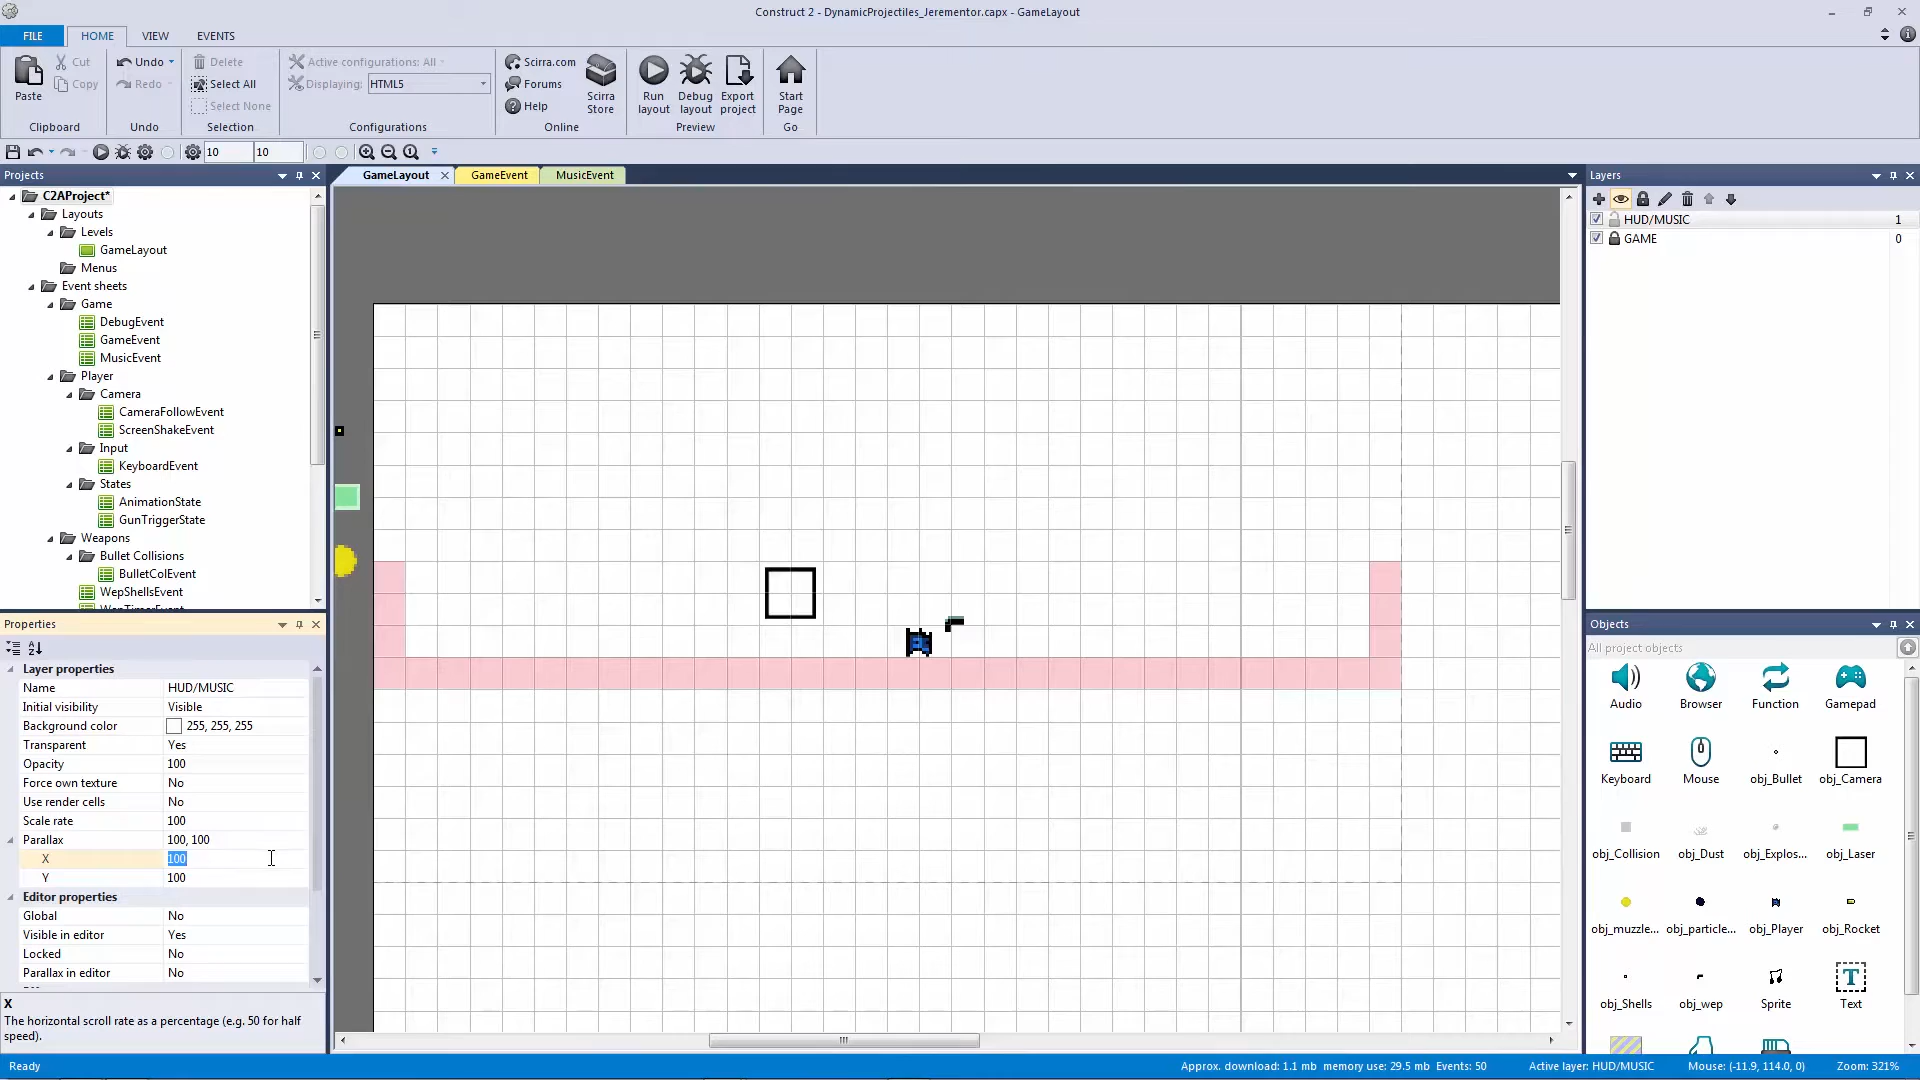 Construct 2 - DynamicProjectiles_Jerementor.capx - GameLayout
FILE HOME VIEW EVENTS
Paste Cut Copy Undo Redo Delete Select All Select None
Active configurations: All
Displaying: HTML5
Scirra.com Forums Help Scirra Store
Run layout Debug layout Export project Start Page
Clipboard Undo Selection Configurations Online Preview Go
10 10
Projects
C2AProject*
Layouts
Levels
GameLayout
Menus
Event sheets
Game
DebugEvent
GameEvent
MusicEvent
Player
Camera
CameraFollowEvent
ScreenShakeEvent
Input
KeyboardEvent
States
AnimationState
GunTriggerState
Weapons
Bullet Collisions
BulletColEvent
WepShellsEvent
GameLayout GameEvent MusicEvent
Layers
HUD/MUSIC 1
GAME 0
Properties
Layer properties
Name HUD/MUSIC
Initial visibility Visible
Background color 255, 255, 255
Transparent Yes
Opacity 100
Force own texture No
Use render cells No
Scale rate 100
Parallax 100, 100
X 100
Y 100
Editor properties
Global No
Visible in editor Yes
Locked No
Parallax in editor No
X
The horizontal scroll rate as a percentage (e.g. 50 for half
speed).
Objects
All project objects
Audio Browser Function Gamepad
Keyboard Mouse obj_Bullet obj_Camera
obj_Collision obj_Dust obj_Explos... obj_Laser
obj_muzzle... obj_particle... obj_Player obj_Rocket
obj_Shells obj_wep Sprite Text
Ready
Approx. download: 1.1 mb memory use: 29.5 mb Events: 50 Active layer: HUD/MUSIC Mouse: (-11.9, 114.0, 0) Zoom: 321%